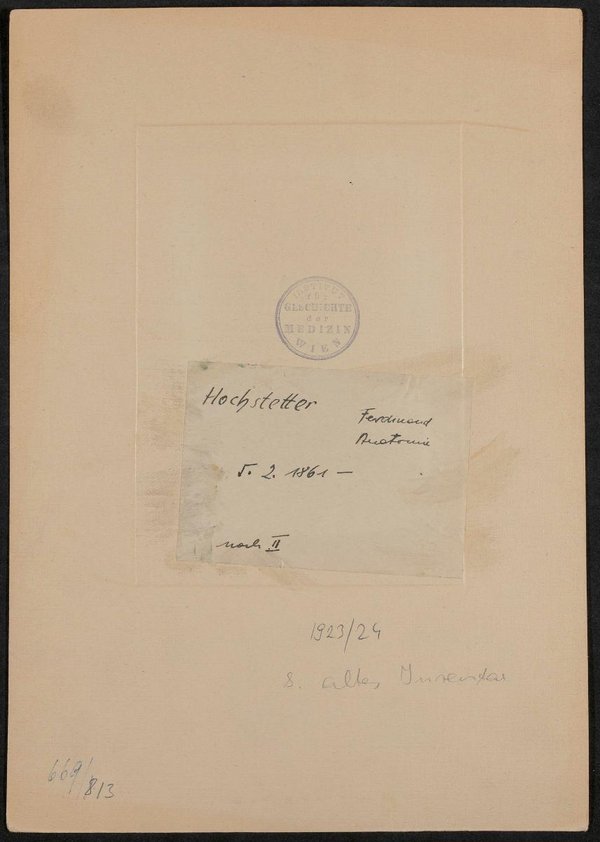 INSTITUT
für
GESCHICHTE
der
MEDIZIN
WIEN
Hochstetter
Ferdinand
Anatomie
5. 2. 1861 —
nach II
1923/24
s. altes Inventar
669/
813